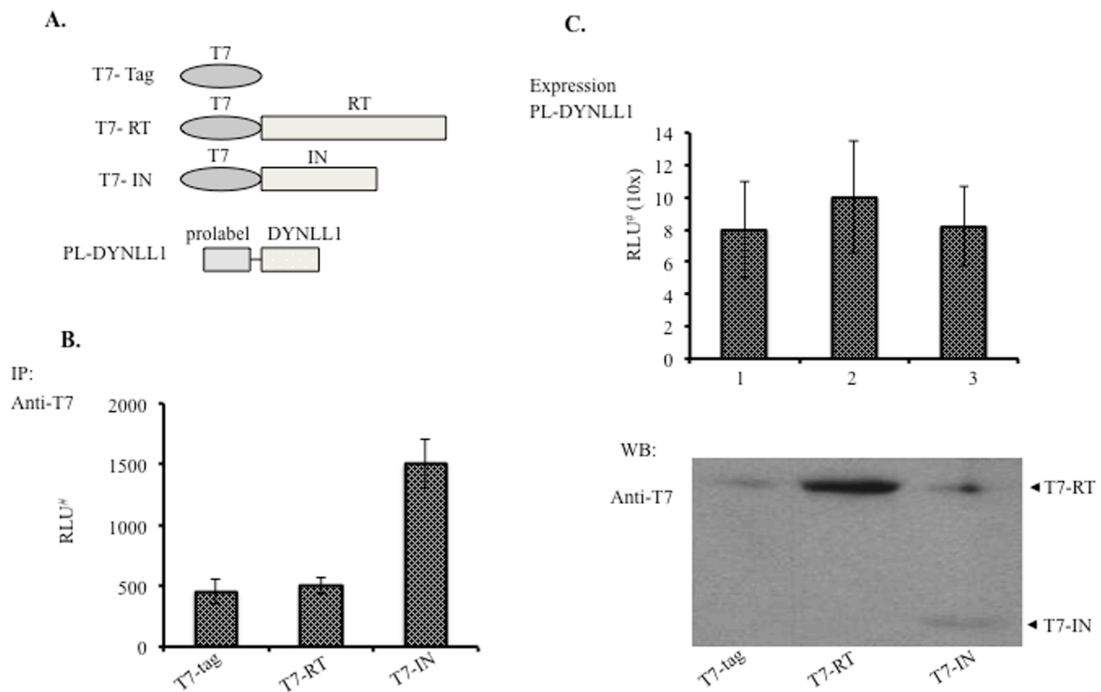 A.
T7
T7- Tag
T7
RT
T7- RT
T7
IN
T7- IN
prolabel
DYNLL1
PL-DYNLL1
B.
IP:
Anti-T7
2000
1500
1000
500
0
RLU#
T7-tag
T7-RT
T7-IN
C.
Expression
PL-DYNLL1
14
12
10
8
6
4
2
0
RLU# (10x)
1
2
3
WB:
Anti-T7
T7-RT
T7-IN
T7-tag
T7-RT
T7-IN